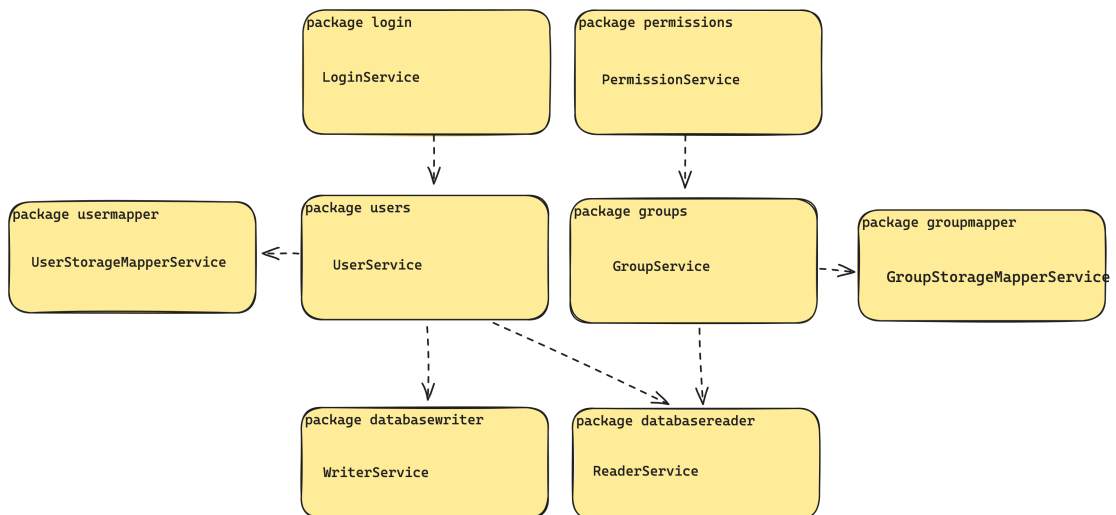 package login
LoginService
package permissions
PermissionService
package usermapper
UserStorageMapperService
package users
UserService
package groups
GroupService
package groupmapper
GroupStorageMapperService
package databasewriter
WriterService
package databasereader
ReaderService